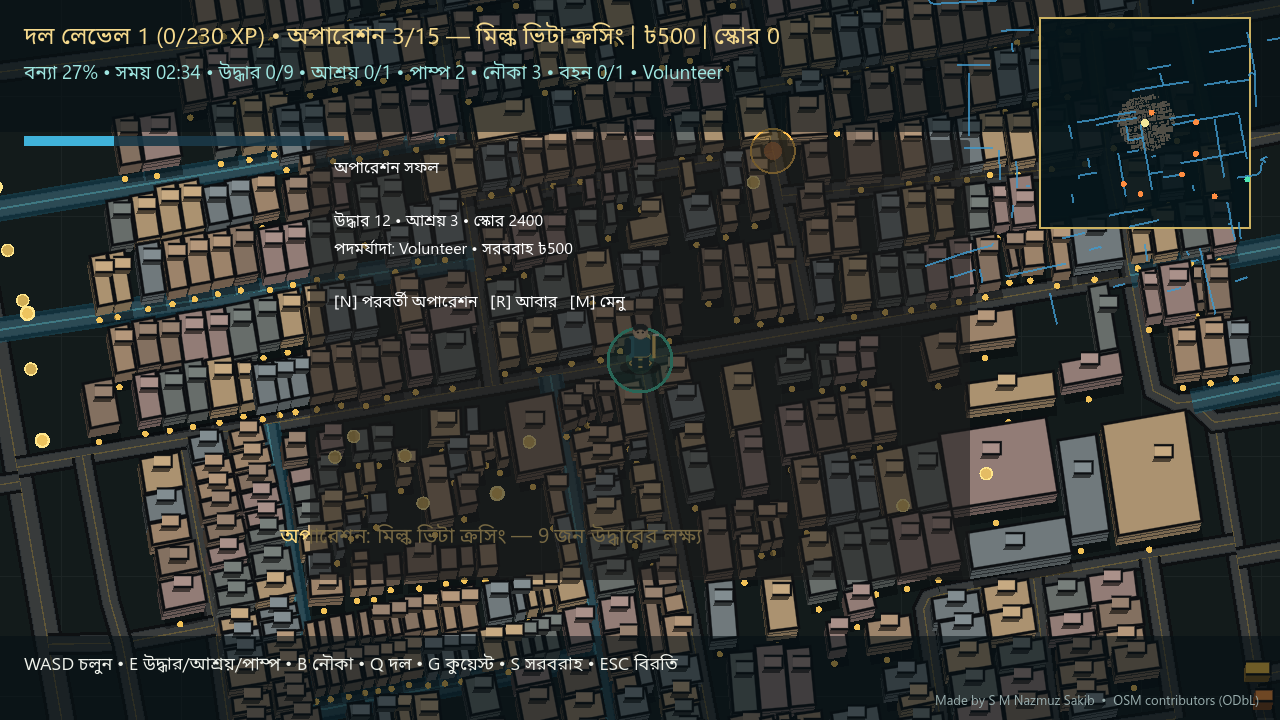 দল লেভেল 1 (0/230 XP) • অপারেশন 3/15 — মিল্ক ভিটা ক্রসিং | ৳500 | স্কোর 0
বন্যা 27% • সময় 02:34 • উদ্ধার 0/9 • আশ্রয় 0/1 • পাম্প 2 • নৌকা 3 • বহন 0/1 • Volunteer
অপারেশন সফল
উদ্ধার 12 • আশ্রয় 3 • স্কোর 2400
পদমর্যাদা: Volunteer • সরবরাহ ৳500
[N] পরবর্তী অপারেশন [R] আবার [M] মেনু
অপারেশন: মিল্ক ভিটা ক্রসিং — 9 জন উদ্ধারের লক্ষ্য
WASD চলুন • E উদ্ধার/আশ্রয়/পাম্প • B নৌকা • Q দল • G কুয়েস্ট • S সরবরাহ • ESC বিরতি
Made by S M Nazmuz Sakib • OSM contributors (ODbL)